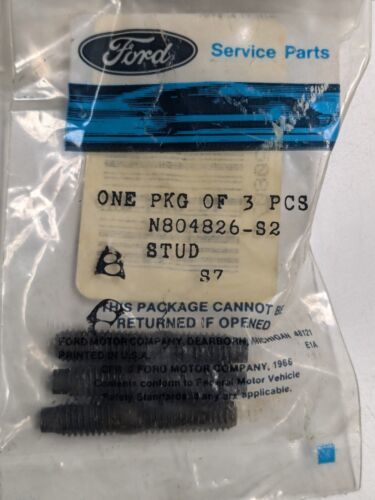 Ford
Service Parts
ONE PKG OF 3 PCS
N804826-S2
STUD
S7
THIS PACKAGE CANNOT BE
RETURNED IF OPENED
FORD MOTOR COMPANY, DEARBORN, MICHIGAN 48121
PRINTED IN U.S.A. E1A
FORD MOTOR COMPANY, 1966
Contents conform to Federal Motor Vehicle
Safety Standards if any are applicable.